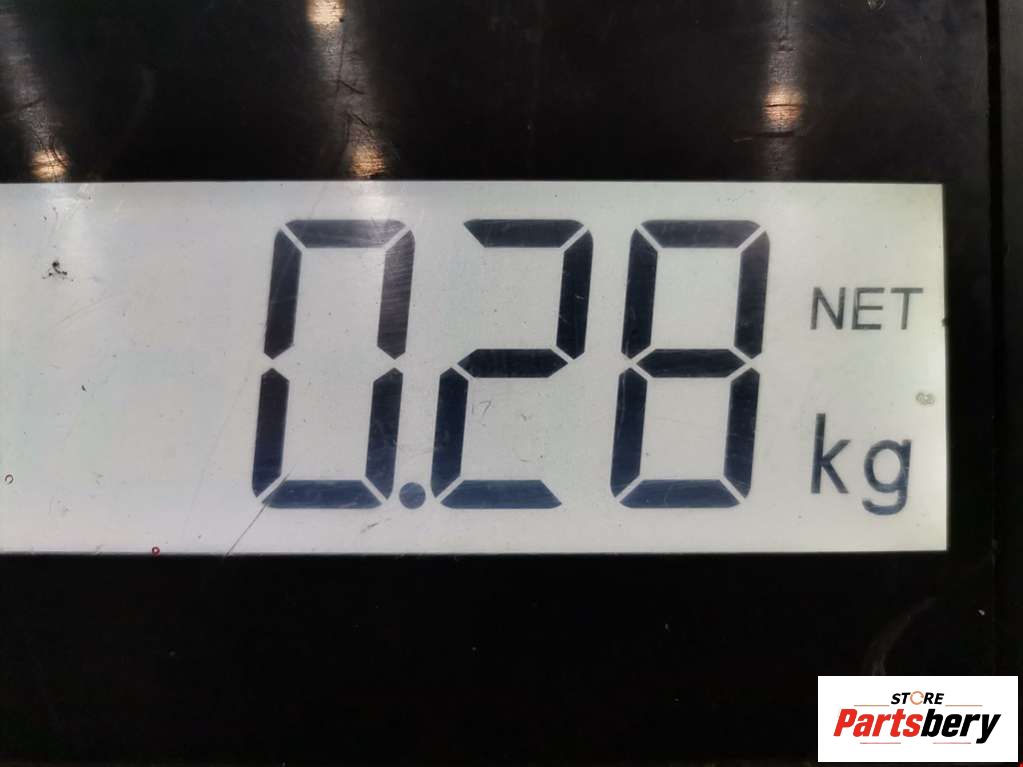 0.28
NET
kg
STORE
Partsbery